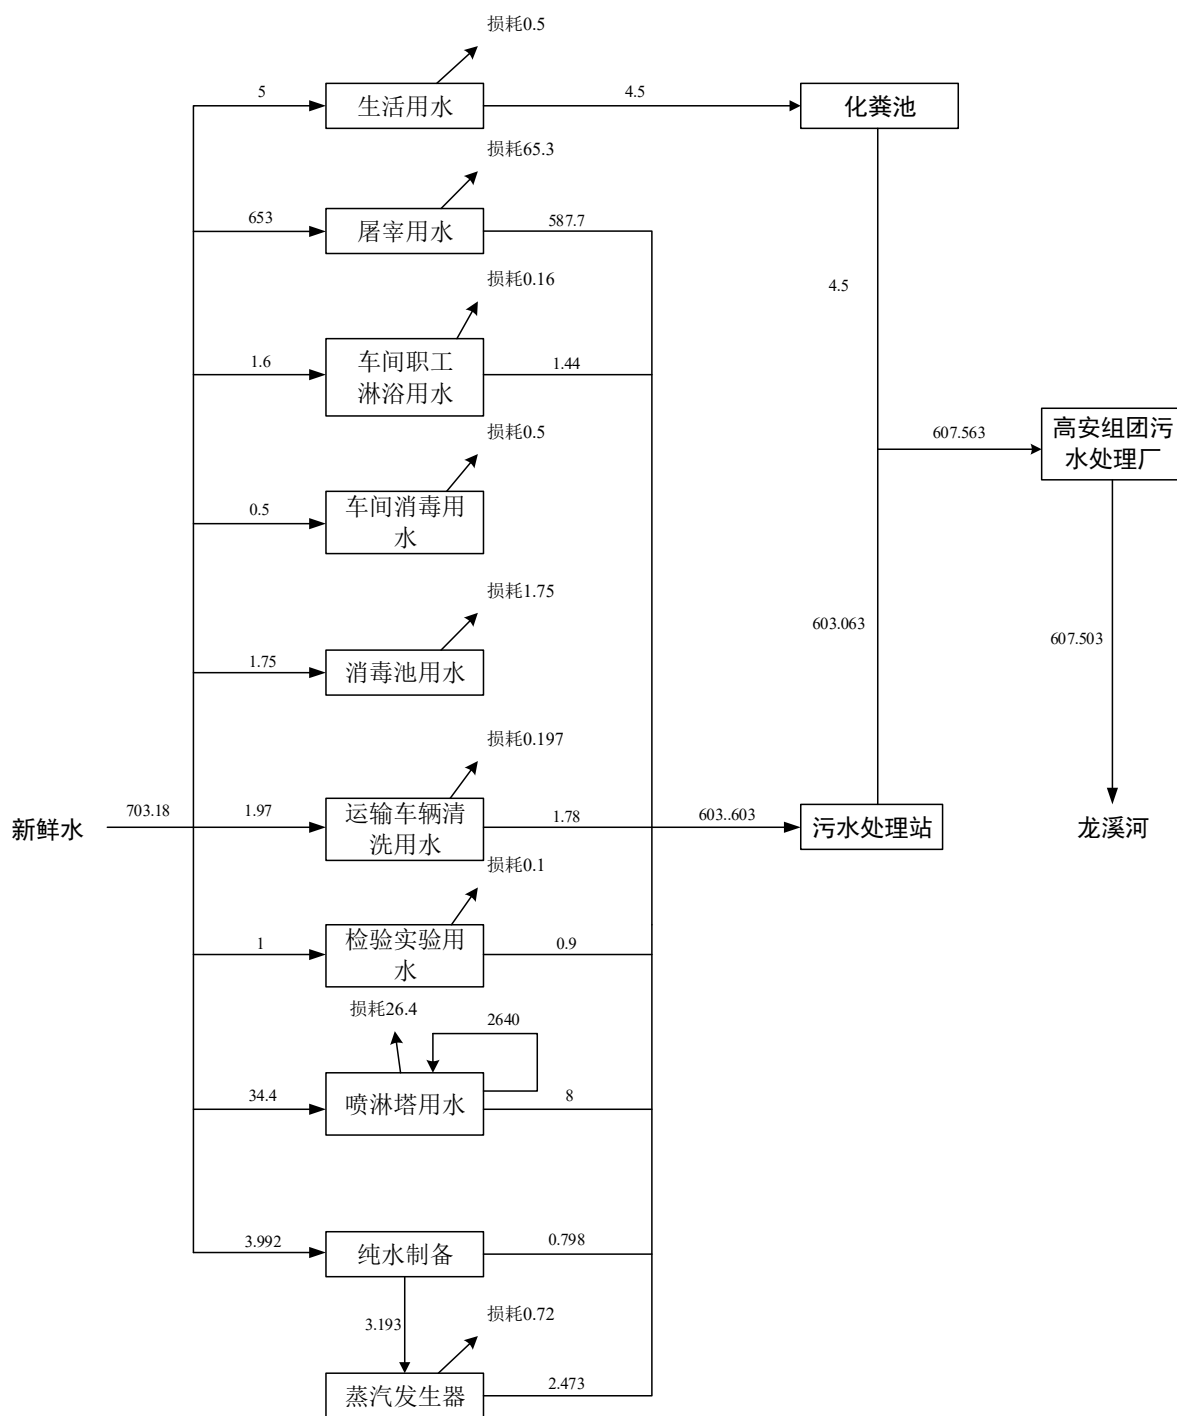 损耗0.5
5
生活用水
4.5
化粪池
损耗65.3
653
屠宰用水
587.7
损耗0.16
4.5
1.6
车间职工
淋浴用水
1.44
损耗0.5
607.563
高安组团污
水处理厂
0.5
车间消毒用
水
损耗1.75
603.063
607.503
1.75
消毒池用水
损耗0.197
新鲜水
703.18
1.97
运输车辆清
洗用水
1.78
603..603
污水处理站
龙溪河
损耗0.1
1
检验实验用
水
0.9
损耗26.4
2640
34.4
喷淋塔用水
8
3.992
纯水制备
0.798
3.193
损耗0.72
蒸汽发生器
2.473